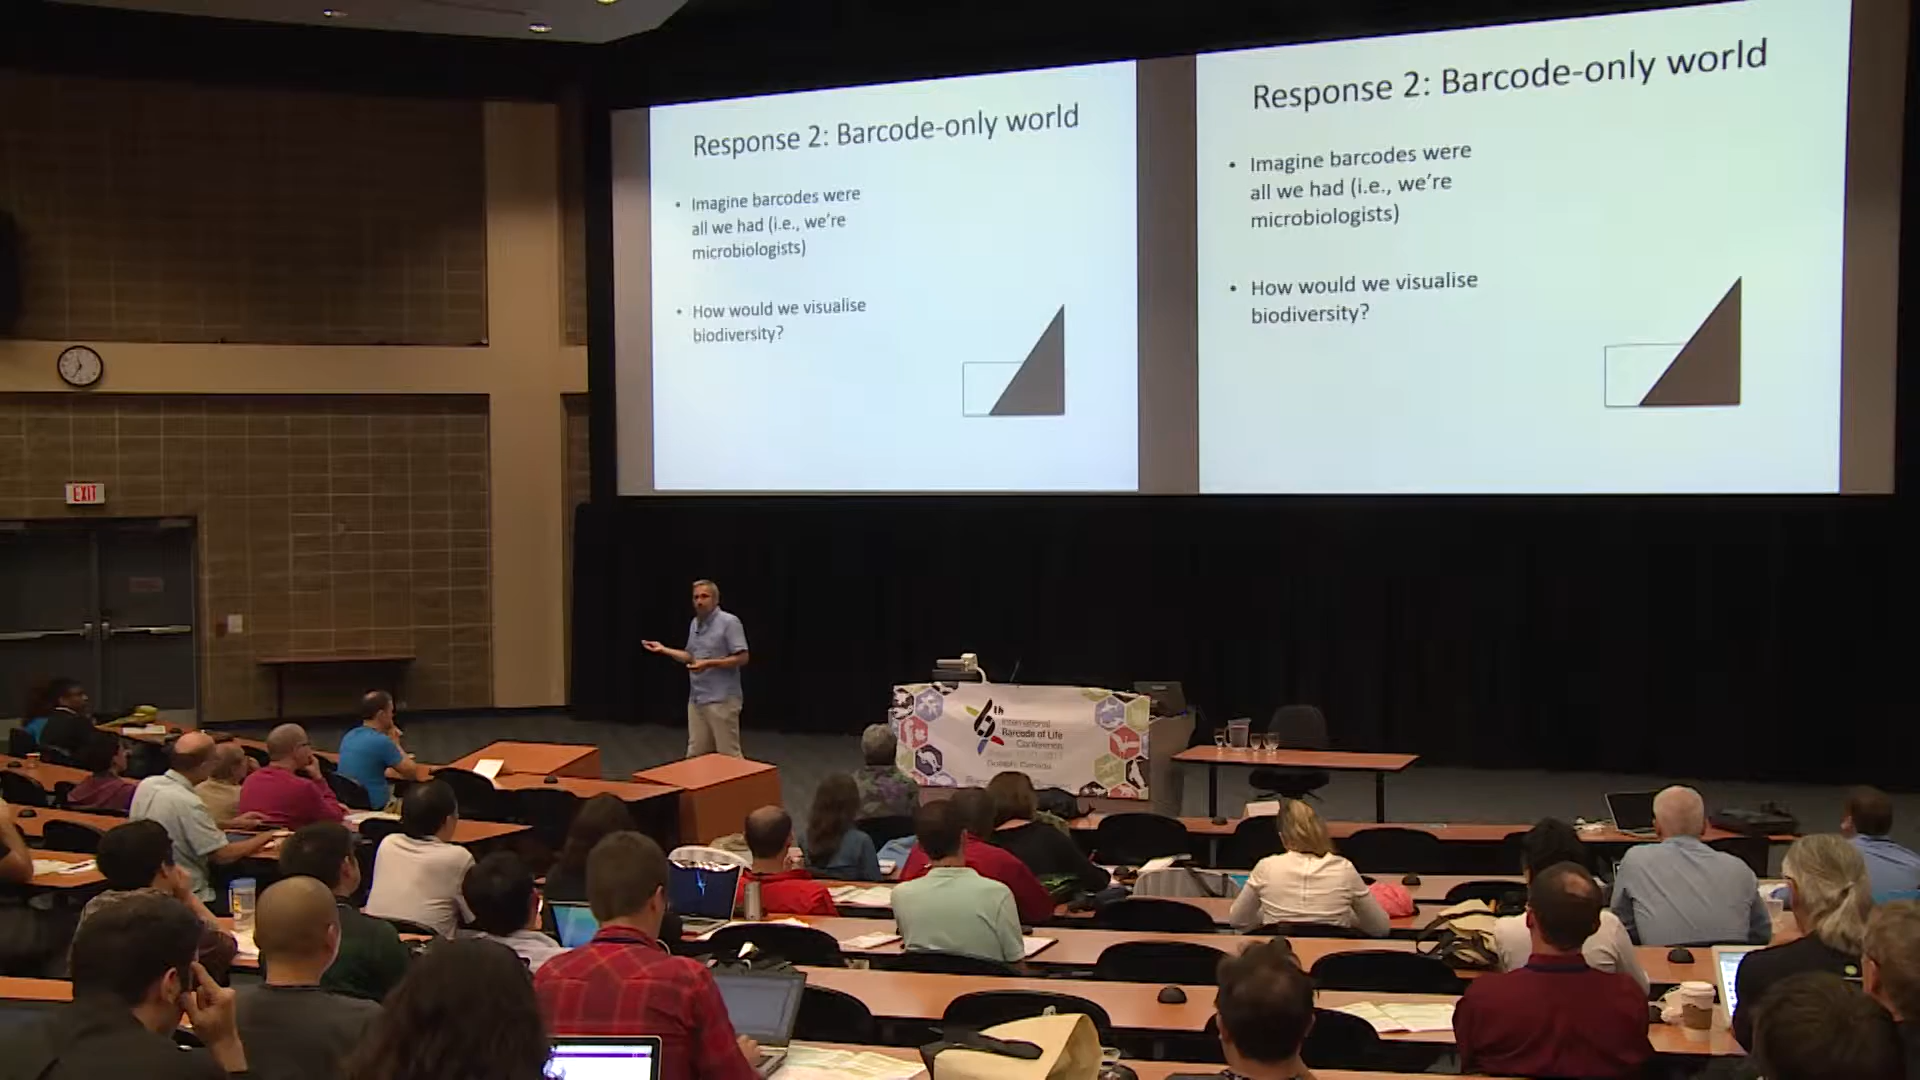 Response 2: Barcode-only world
• Imagine barcodes were
all we had (i.e., we're
microbiologists)
• How would we visualise
biodiversity?
Response 2: Barcode-only world
• Imagine barcodes were
all we had (i.e., we're
microbiologists)
• How would we visualise
biodiversity?
EXIT
6th
International
Barcode of Life
Conference
Guelph, Canada